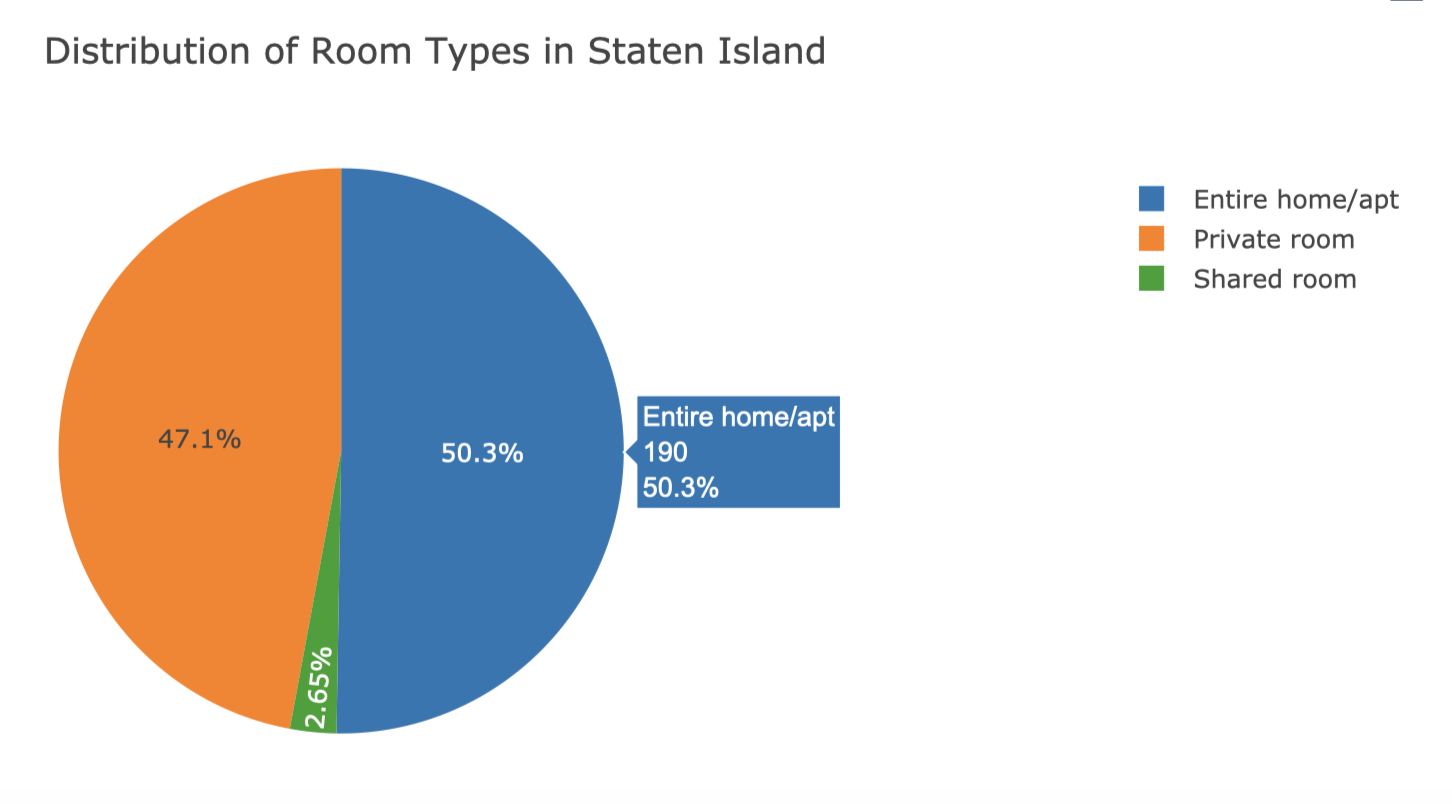 Distribution of Room Types in Staten Island
Entire home/apt
Private room
Shared room
47.1%
50.3%
Entire home/apt
190
50.3%
2.65%